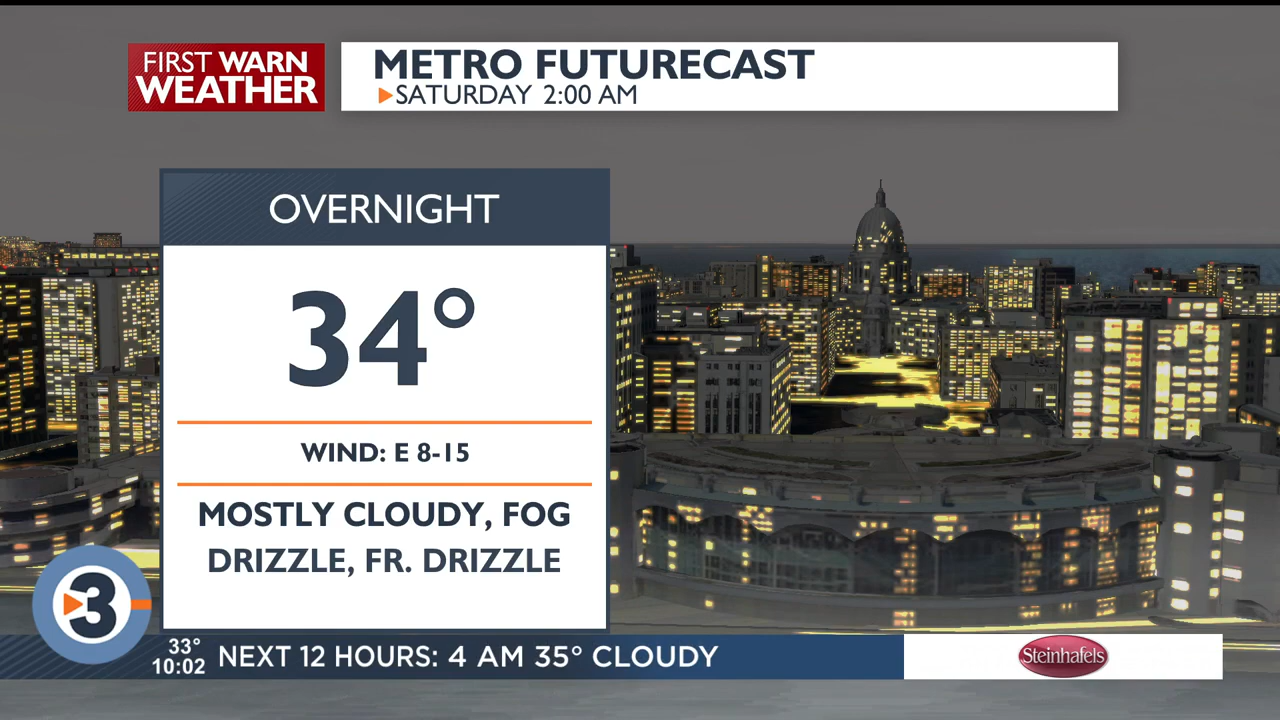 FIRST WARN
WEATHER
METRO FUTURECAST
SATURDAY 2:00 AM
OVERNIGHT
34°
WIND: E 8-15
MOSTLY CLOUDY, FOG
DRIZZLE, FR. DRIZZLE
3
33°
10:02
NEXT 12 HOURS: 4 AM 35° CLOUDY
Steinhafels